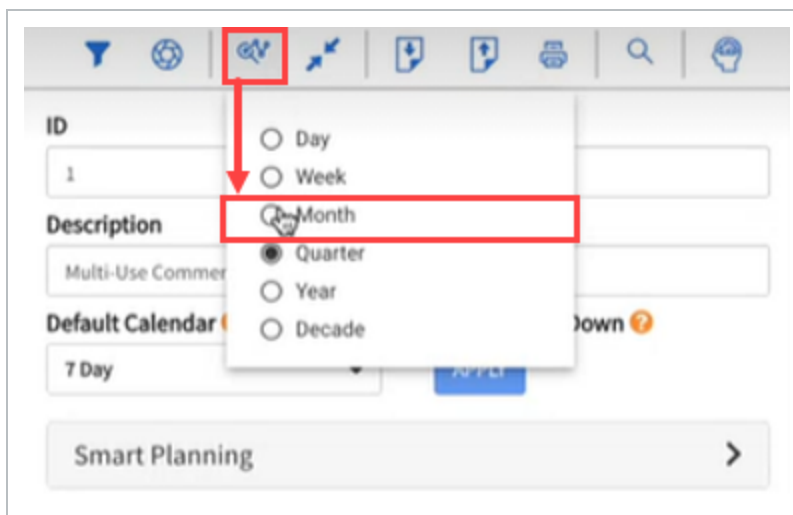 ID
Day
1
Week
Description
Month
Multi-Use Commer
Quarter
Year
Default Calendar
Decade
Down ?
7 Day
APPLY
Smart Planning